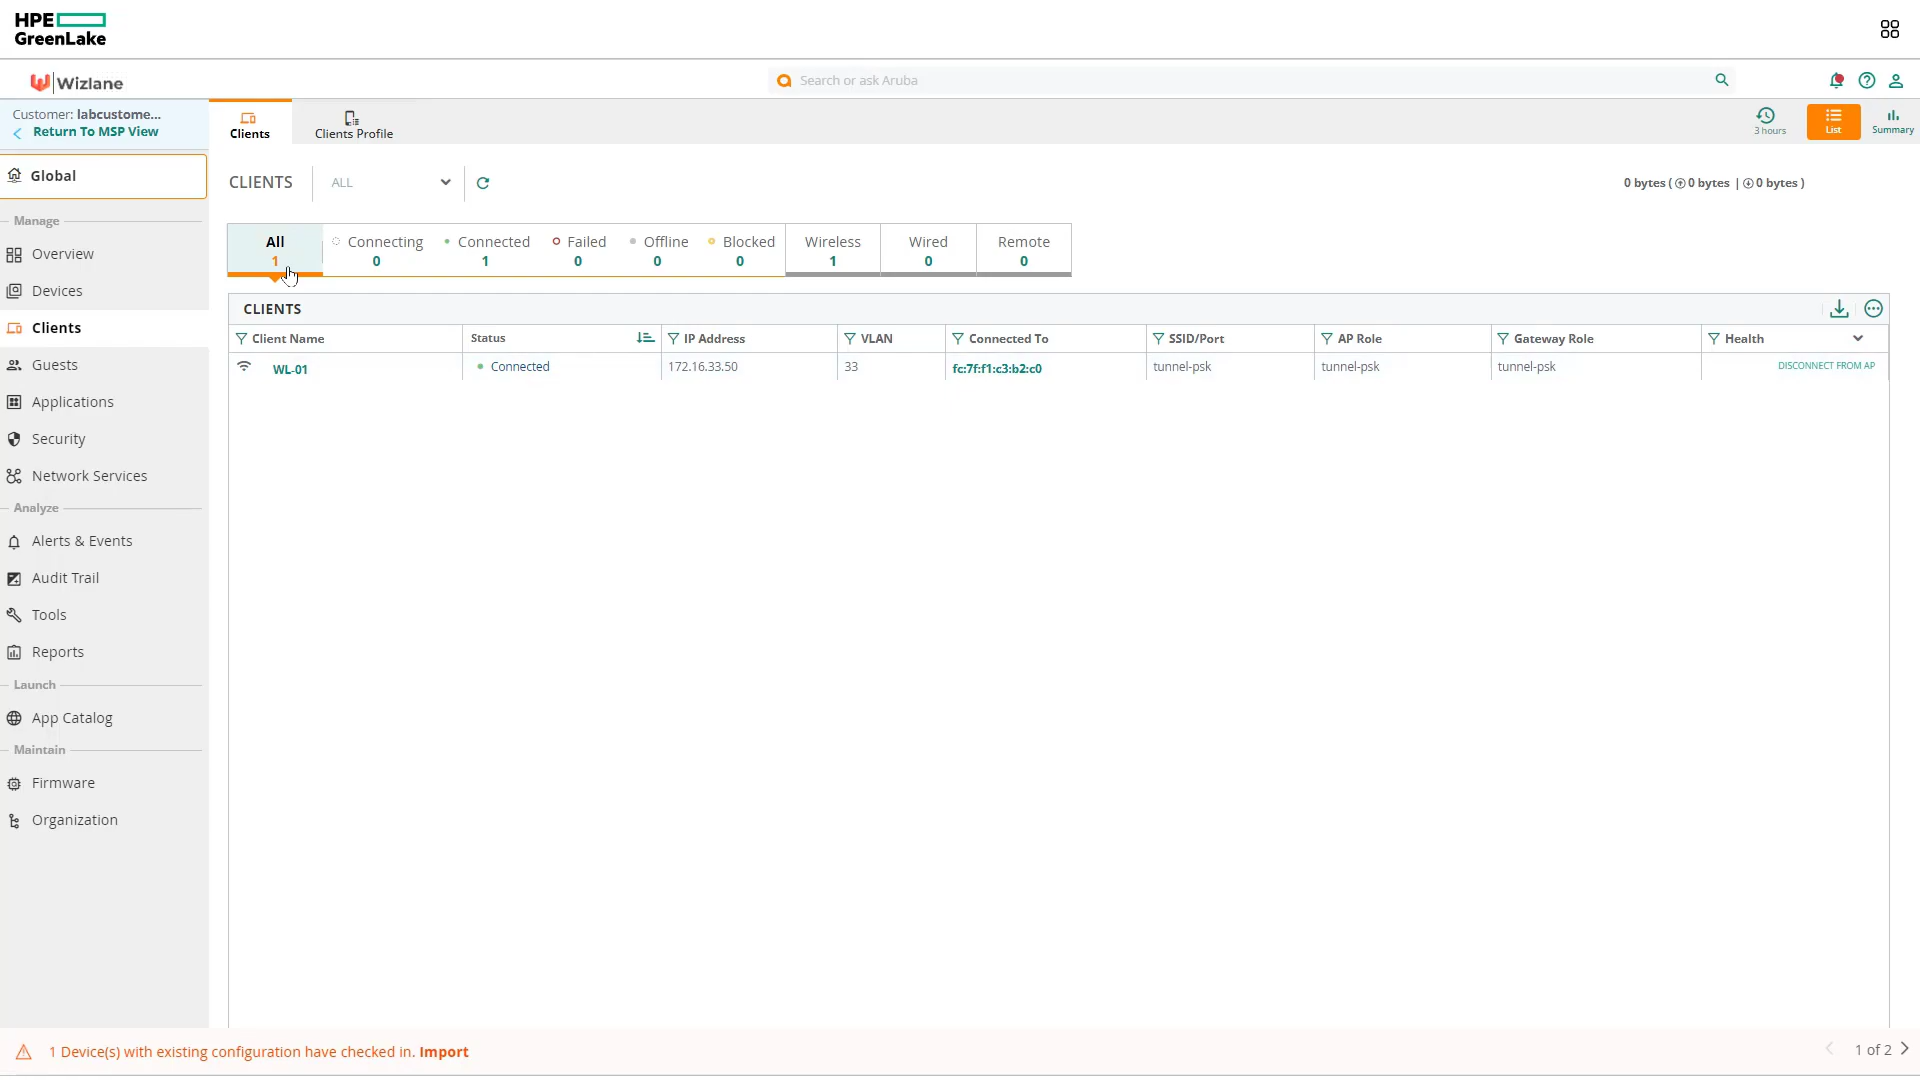 HPE
GreenLake
Wizlane
Search or ask Aruba
Customer: labcustome...
Return To MSP View
Clients
Clients Profile
3 hours
List
Summary
Global
CLIENTS
ALL
0 bytes ( 0 bytes | 0 bytes )
Manage
Overview
Devices
Clients
Guests
Applications
Security
Network Services
Analyze
Alerts & Events
Audit Trail
Tools
Reports
Launch
App Catalog
Maintain
Firmware
Organization
All Connecting Connected Failed Offline Blocked Wireless Wired Remote
1 0 1 0 0 0 1 0 0
CLIENTS
Client Name Status IP Address VLAN Connected To SSID/Port AP Role Gateway Role Health
WL-01 Connected 172.16.33.50 33 fc:7f:f1:c3:b2:c0 tunnel-psk tunnel-psk tunnel-psk DISCONNECT FROM AP
1 Device(s) with existing configuration have checked in. Import
1 of 2